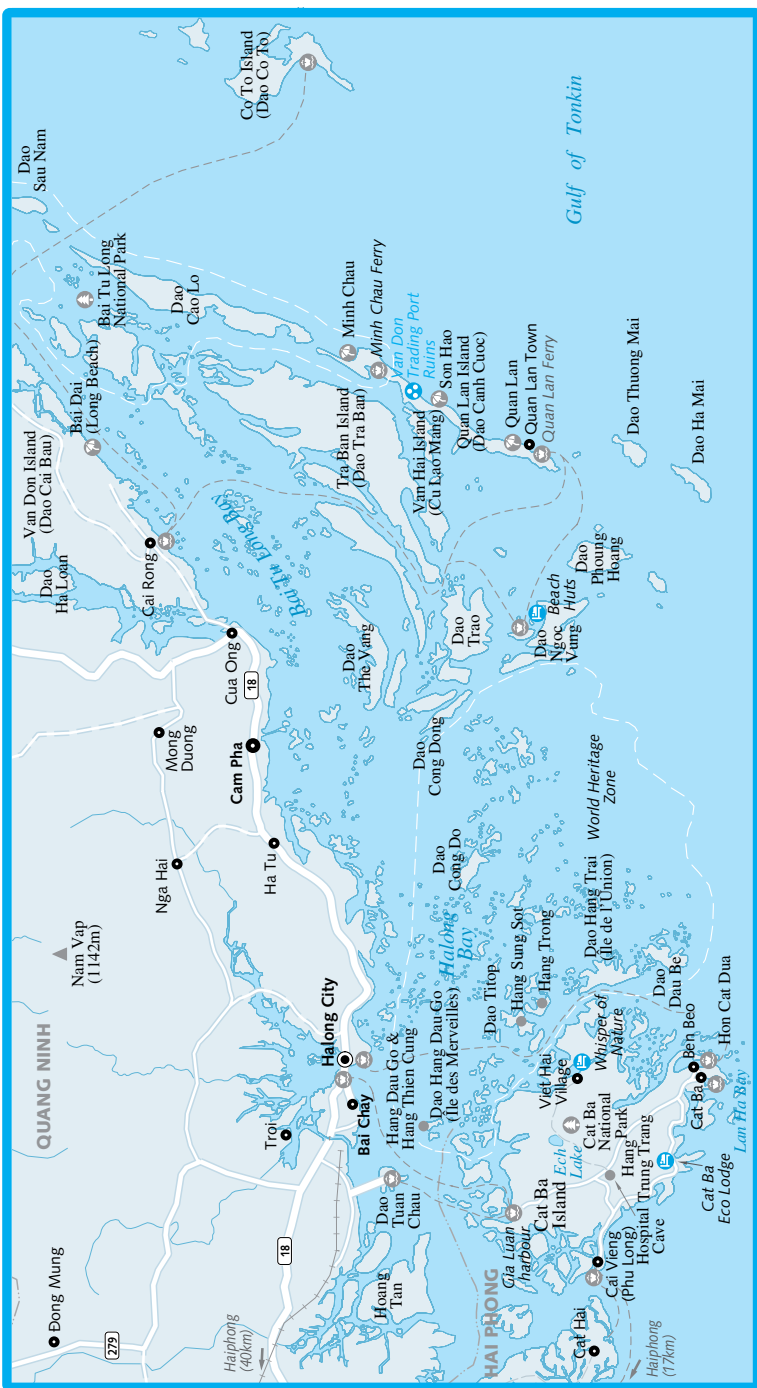 QUANG NINH
Đong Mung
279
Nam Vap
(1142m)
Nga Hai
Mong
Duong
Dao
Ha Loan
Van Don Island
(Dao Cai Bau)
Bai Dai
(Long Beach)
Bai Tu Long
National Park
Dao
Sau Nam
Co To Island
(Dao Co To)
Cai Rong
Cua Ong
18
Cam Pha
Ha Tu
Halong City
Bai Chay
Troi
18
Haiphong
(40km)
Hoang
Tan
Dao
Tuan
Chau
Hang Dau Go &
Hang Thien Cung
Dao Hang Dau Go
(Île des Merveilles)
Halong
Bay
Bai Tu Long Bay
Dao
Cao Lo
Minh Chau
Minh Chau Ferry
Van Don
Trading Port
Ruins
Son Hao
Quan Lan Island
(Dao Canh Cuoc)
Quan Lan
Quan Lan Town
Quan Lan Ferry
Tra Ban Island
(Dao Tra Ban)
Van Hai Island
(Cu Lao Mang)
Dao
The Vang
Dao
Trao
Dao
Cong Dong
Dao
Cong Do
Dao Titop
Hang Sung Sot
Hang Trong
Dao
Ngoc
Vung
Beach
Huts
Dao
Phoung
Hoang
Dao Thuong Mai
Dao Ha Mai
Gulf of Tonkin
World Heritage
Zone
Dao Hang Trai
(Île de l'Union)
Dao
Dau Be
HAI PHONG
Gia Luan
harbour
Cat Ba
Island
Ech
Lake
Cat Ba
National
Park
Viet Hai
Village
Whisper of
Nature
Hang
Trung Trang
Hospital
Cave
Cai Vieng
(Phu Long)
Cat Hai
Haiphong
(17km)
Cat Ba
Eco Lodge
Cat Ba
Ben Beo
Hon Cat Dua
Lan Ha Bay